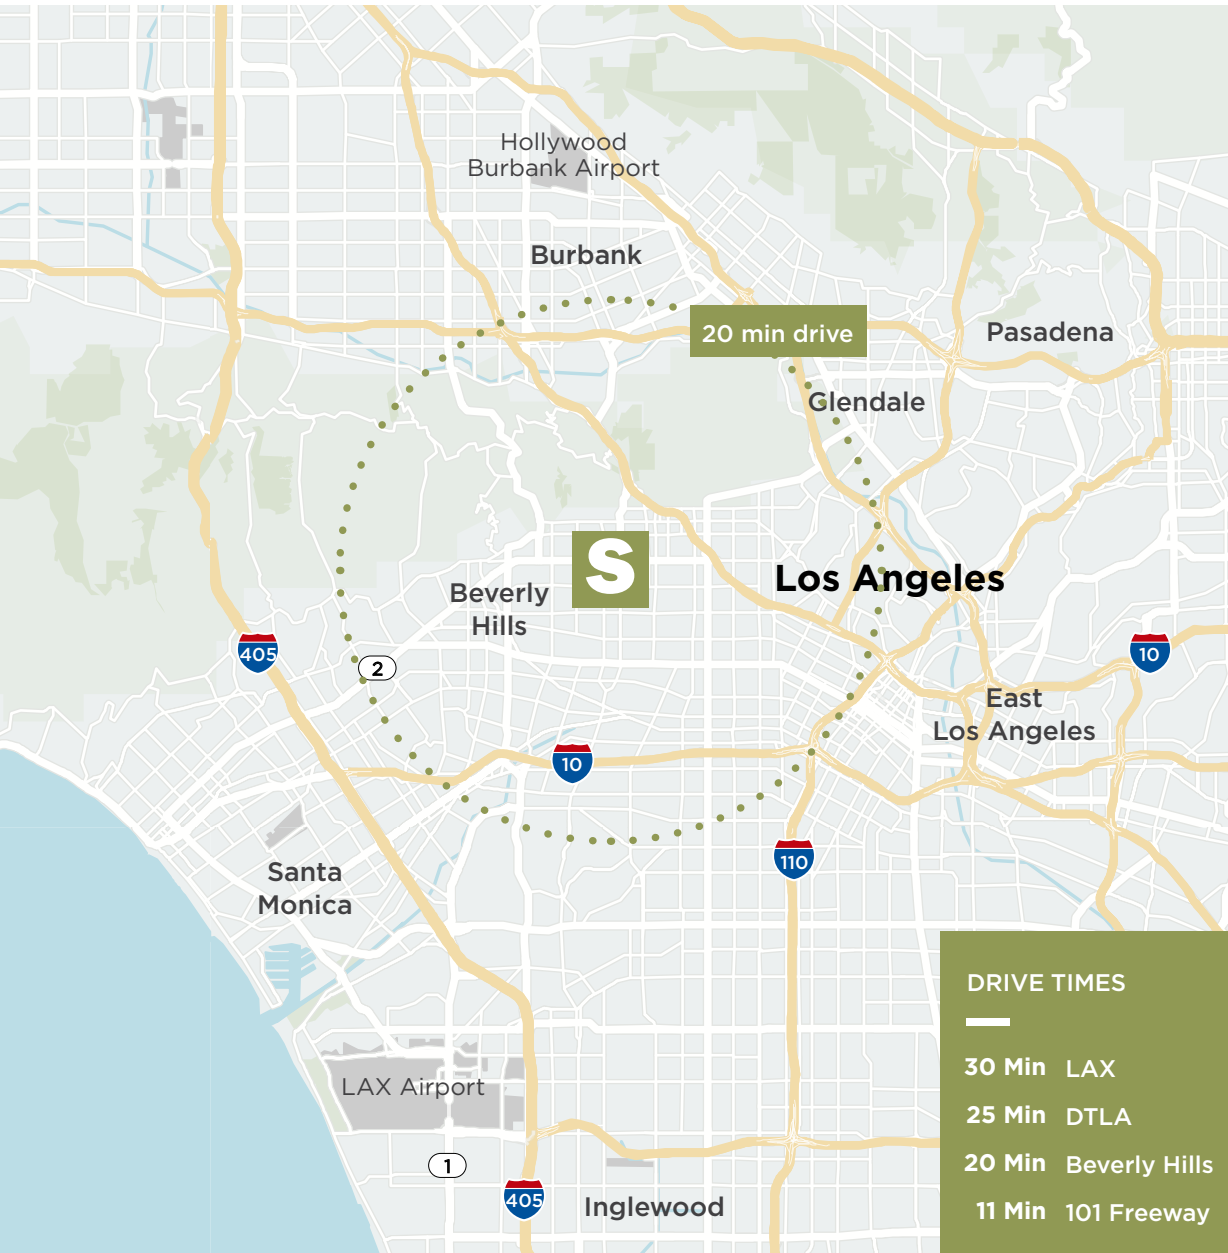 Hollywood
Burbank Airport
Burbank
20 min drive
Pasadena
Glendale
S
Los Angeles
Beverly
Hills
405
2
10
East
Los Angeles
10
110
Santa
Monica
LAX Airport
1
405
Inglewood
DRIVE TIMES
30 Min LAX
25 Min DTLA
20 Min Beverly Hills
11 Min 101 Freeway